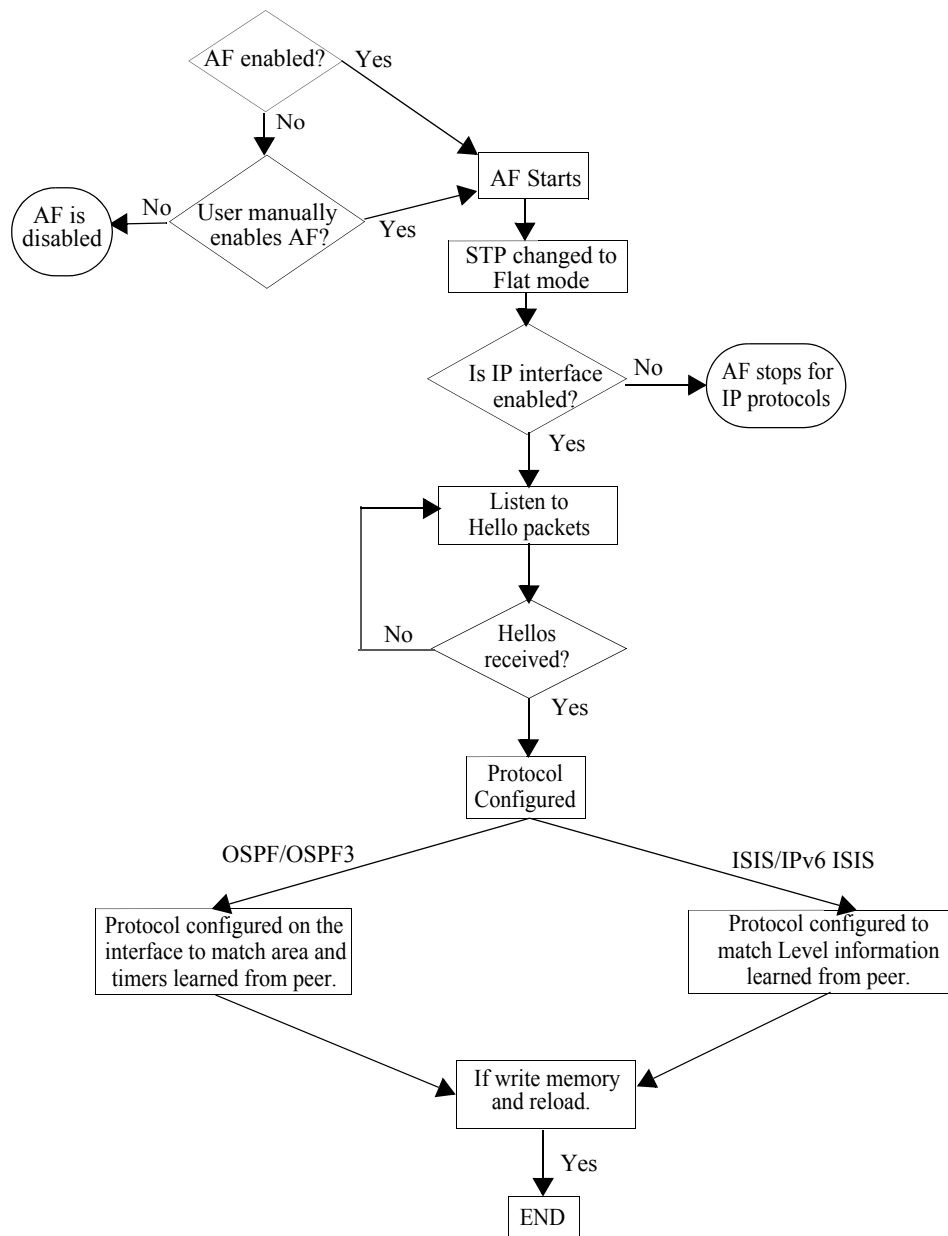 AF enabled?
Yes
No
AF Starts
No
AF is
disabled
User manually
enables AF?
Yes
STP changed to
Flat mode
Is IP interface
enabled?
No
AF stops for
IP protocols
Yes
Listen to
Hello packets
No
Hellos
received?
Yes
Protocol
Configured
OSPF/OSPF3
ISIS/IPv6 ISIS
Protocol configured on the
interface to match area and
timers learned from peer.
Protocol configured to
match Level information
learned from peer.
If write memory
and reload.
Yes
END